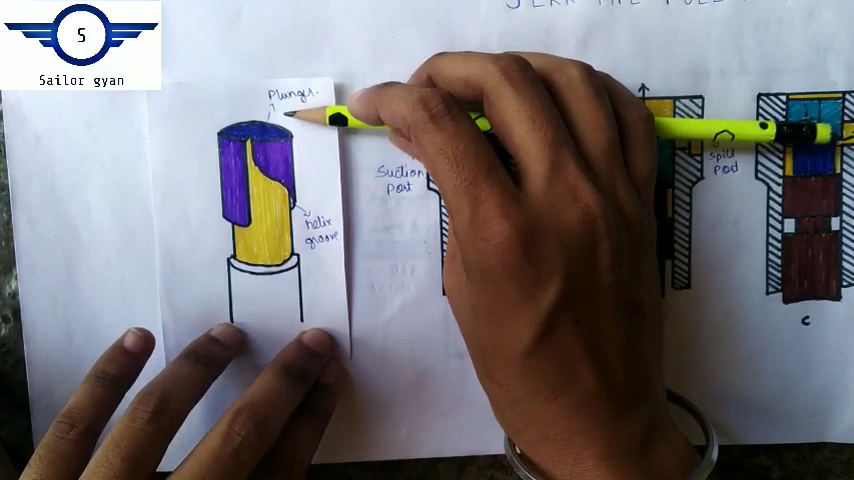 S
Sailor gyan
Plunger.
Suction
Port
helix
groove
spill
Port
c